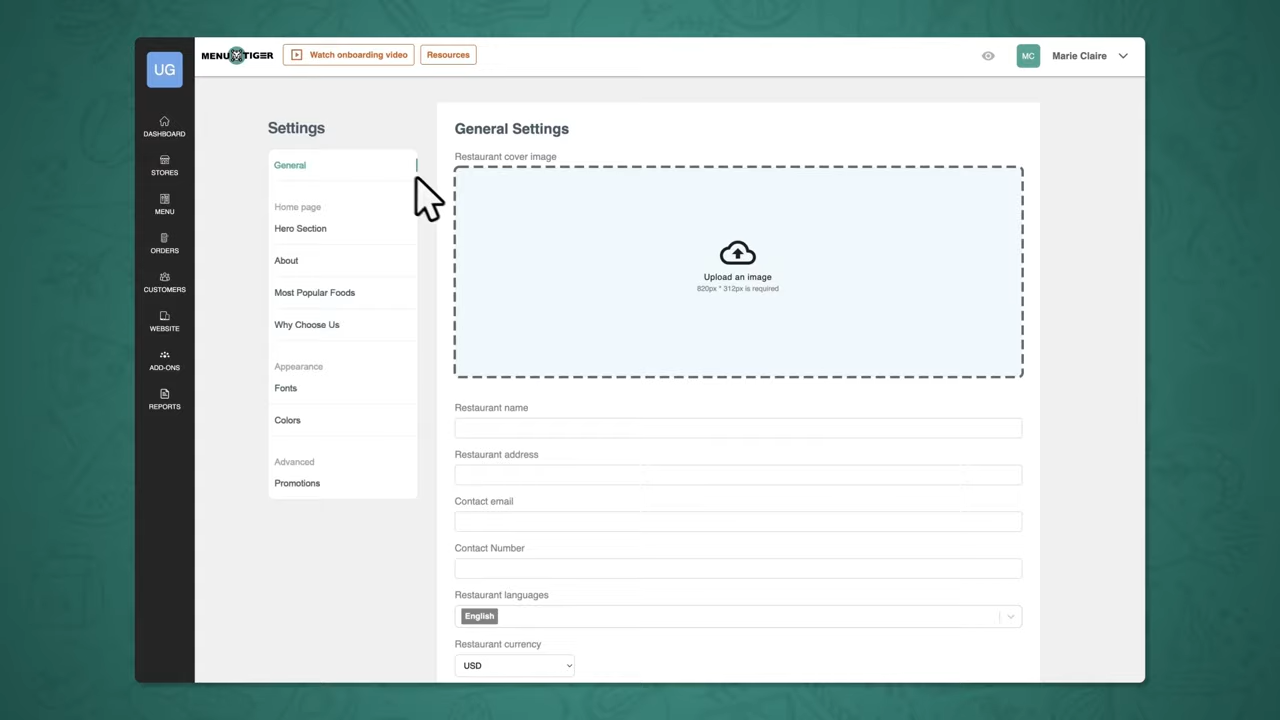 UG
MENU TIGER
Watch onboarding video
Resources
MC
Marie Claire
DASHBOARD
STORES
MENU
ORDERS
CUSTOMERS
WEBSITE
ADD-ONS
REPORTS
Settings
General
Home page
Hero Section
About
Most Popular Foods
Why Choose Us
Appearance
Fonts
Colors
Advanced
Promotions
General Settings
Restaurant cover image
Upload an image
820px * 312px is required
Restaurant name
Restaurant address
Contact email
Contact Number
Restaurant languages
English
Restaurant currency
USD